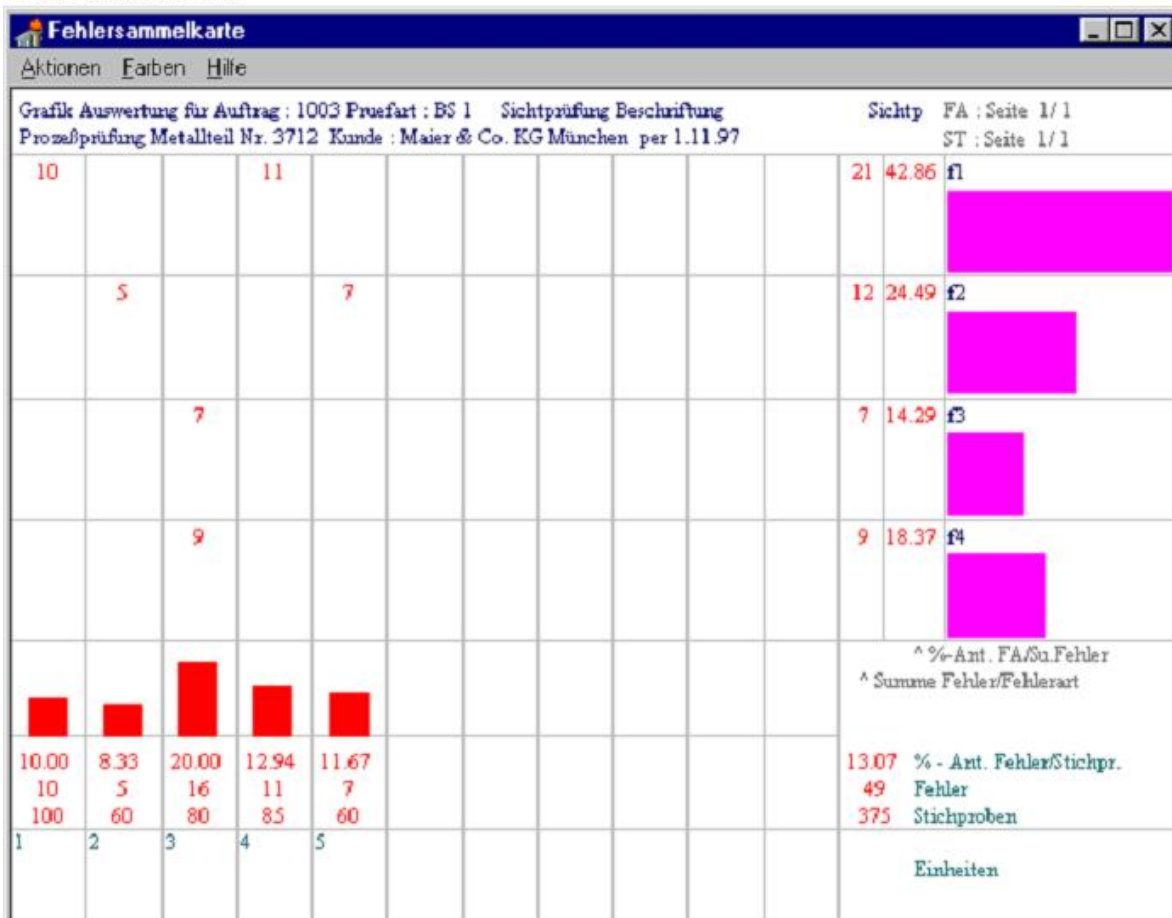 Fehlersammelkarte
Aktionen Farben Hilfe
Grafik Auswertung für Auftrag : 1003 Pruefart : BS 1 Sichtprüfung Beschriftung Sichtp FA : Seite 1/ 1
Prozeßprüfung Metallteil Nr. 3712 Kunde : Maier & Co. KG München per 1.11.97 ST : Seite 1/ 1
10 11 21 42.86 f1
5 7 12 24.49 f2
7 7 14.29 f3
9 9 18.37 f4
^ %-Ant. FA/Su.Fehler
^ Summe Fehler/Fehlerart
10.00 8.33 20.00 12.94 11.67 13.07 % - Ant. Fehler/Stichpr.
10 5 16 11 7 49 Fehler
100 60 80 85 60 375 Stichproben
1 2 3 4 5
Einheiten